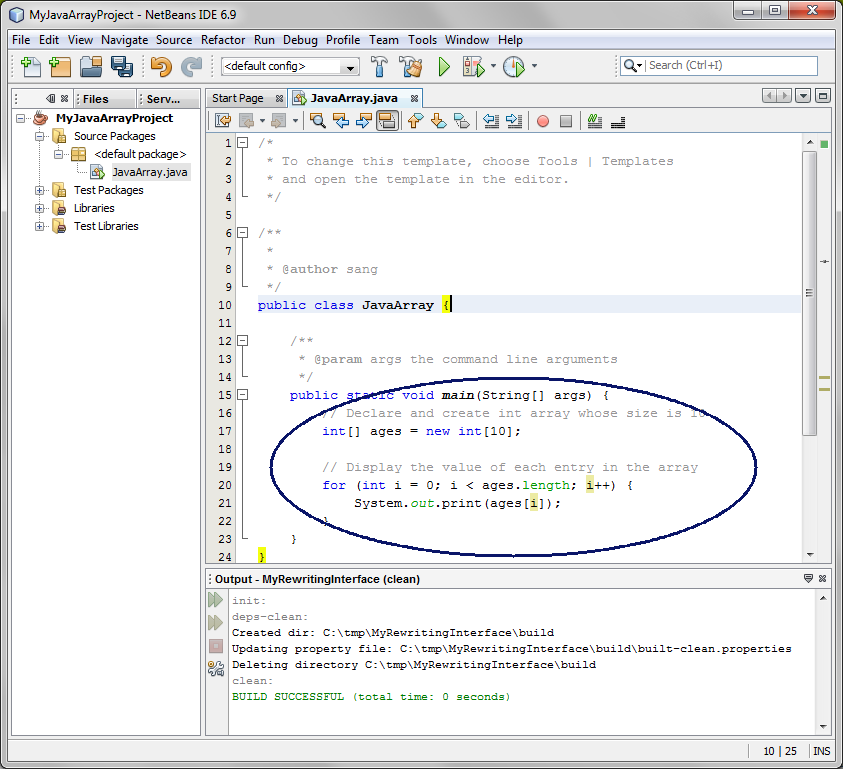 MyJavaArrayProject - NetBeans IDE 6.9
File Edit View Navigate Source Refactor Run Debug Profile Team Tools Window Help
<default config>
Search (Ctrl+I)
Files
Serv...
Start Page
JavaArray.java
MyJavaArrayProject
Source Packages
<default package>
JavaArray.java
Test Packages
Libraries
Test Libraries
1 /*
2 * To change this template, choose Tools | Templates
3 * and open the template in the editor.
4 */
5
6 /**
7 *
8 * @author sang
9 */
10 public class JavaArray {
11
12 /**
13 * @param args the command line arguments
14 */
15 public static void main(String[] args) {
16 // Declare and create int array whose size is 10
17 int[] ages = new int[10];
18
19 // Display the value of each entry in the array
20 for (int i = 0; i < ages.length; i++) {
21 System.out.print(ages[i]);
22 }
23 }
24 }
Output - MyRewritingInterface (clean)
init:
deps-clean:
Created dir: C:\tmp\MyRewritingInterface\build
Updating property file: C:\tmp\MyRewritingInterface\build\built-clean.properties
Deleting directory C:\tmp\MyRewritingInterface\build
clean:
BUILD SUCCESSFUL (total time: 0 seconds)
10 | 25 INS